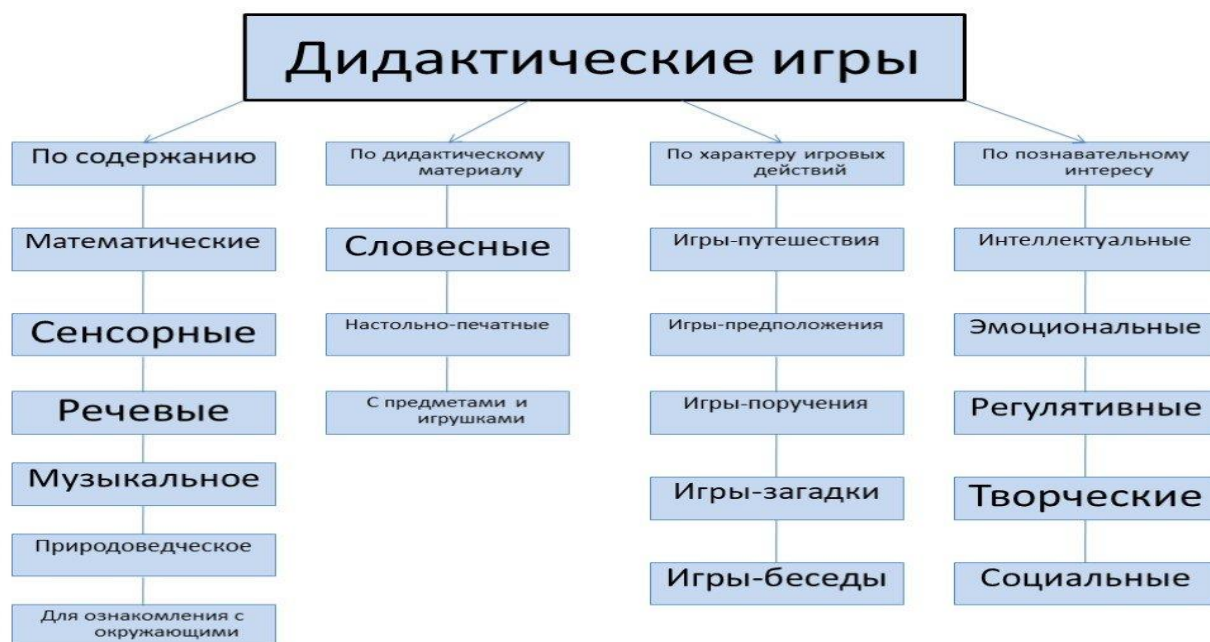 Дидактические игры
По содержанию
Математические
Сенсорные
Речевые
Музыкальное
Природоведческое
Для ознакомления с
окружающими
По дидактическому
материалу
Словесные
Настольно-печатные
С предметами и
игрушками
По характеру игровых
действий
Игры-путешествия
Игры-предположения
Игры-поручения
Игры-загадки
Игры-беседы
По познавательному
интересу
Интеллектуальные
Эмоциональные
Регулятивные
Творческие
Социальные